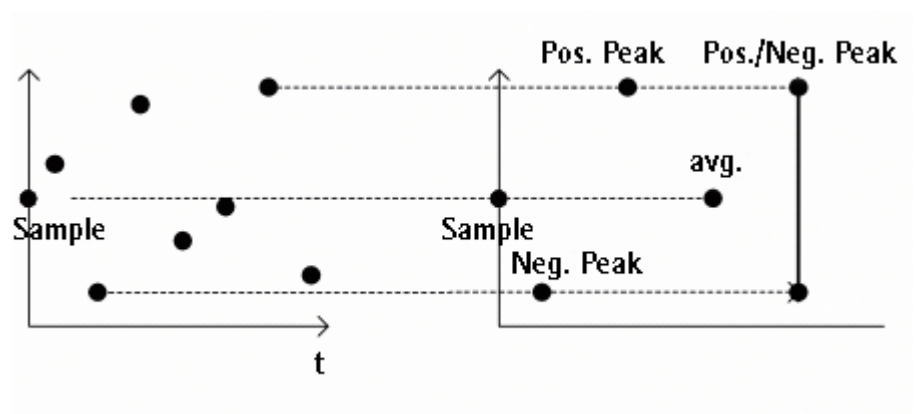 Pos. Peak Pos./Neg. Peak
avg.
Sample Sample
Neg. Peak
t